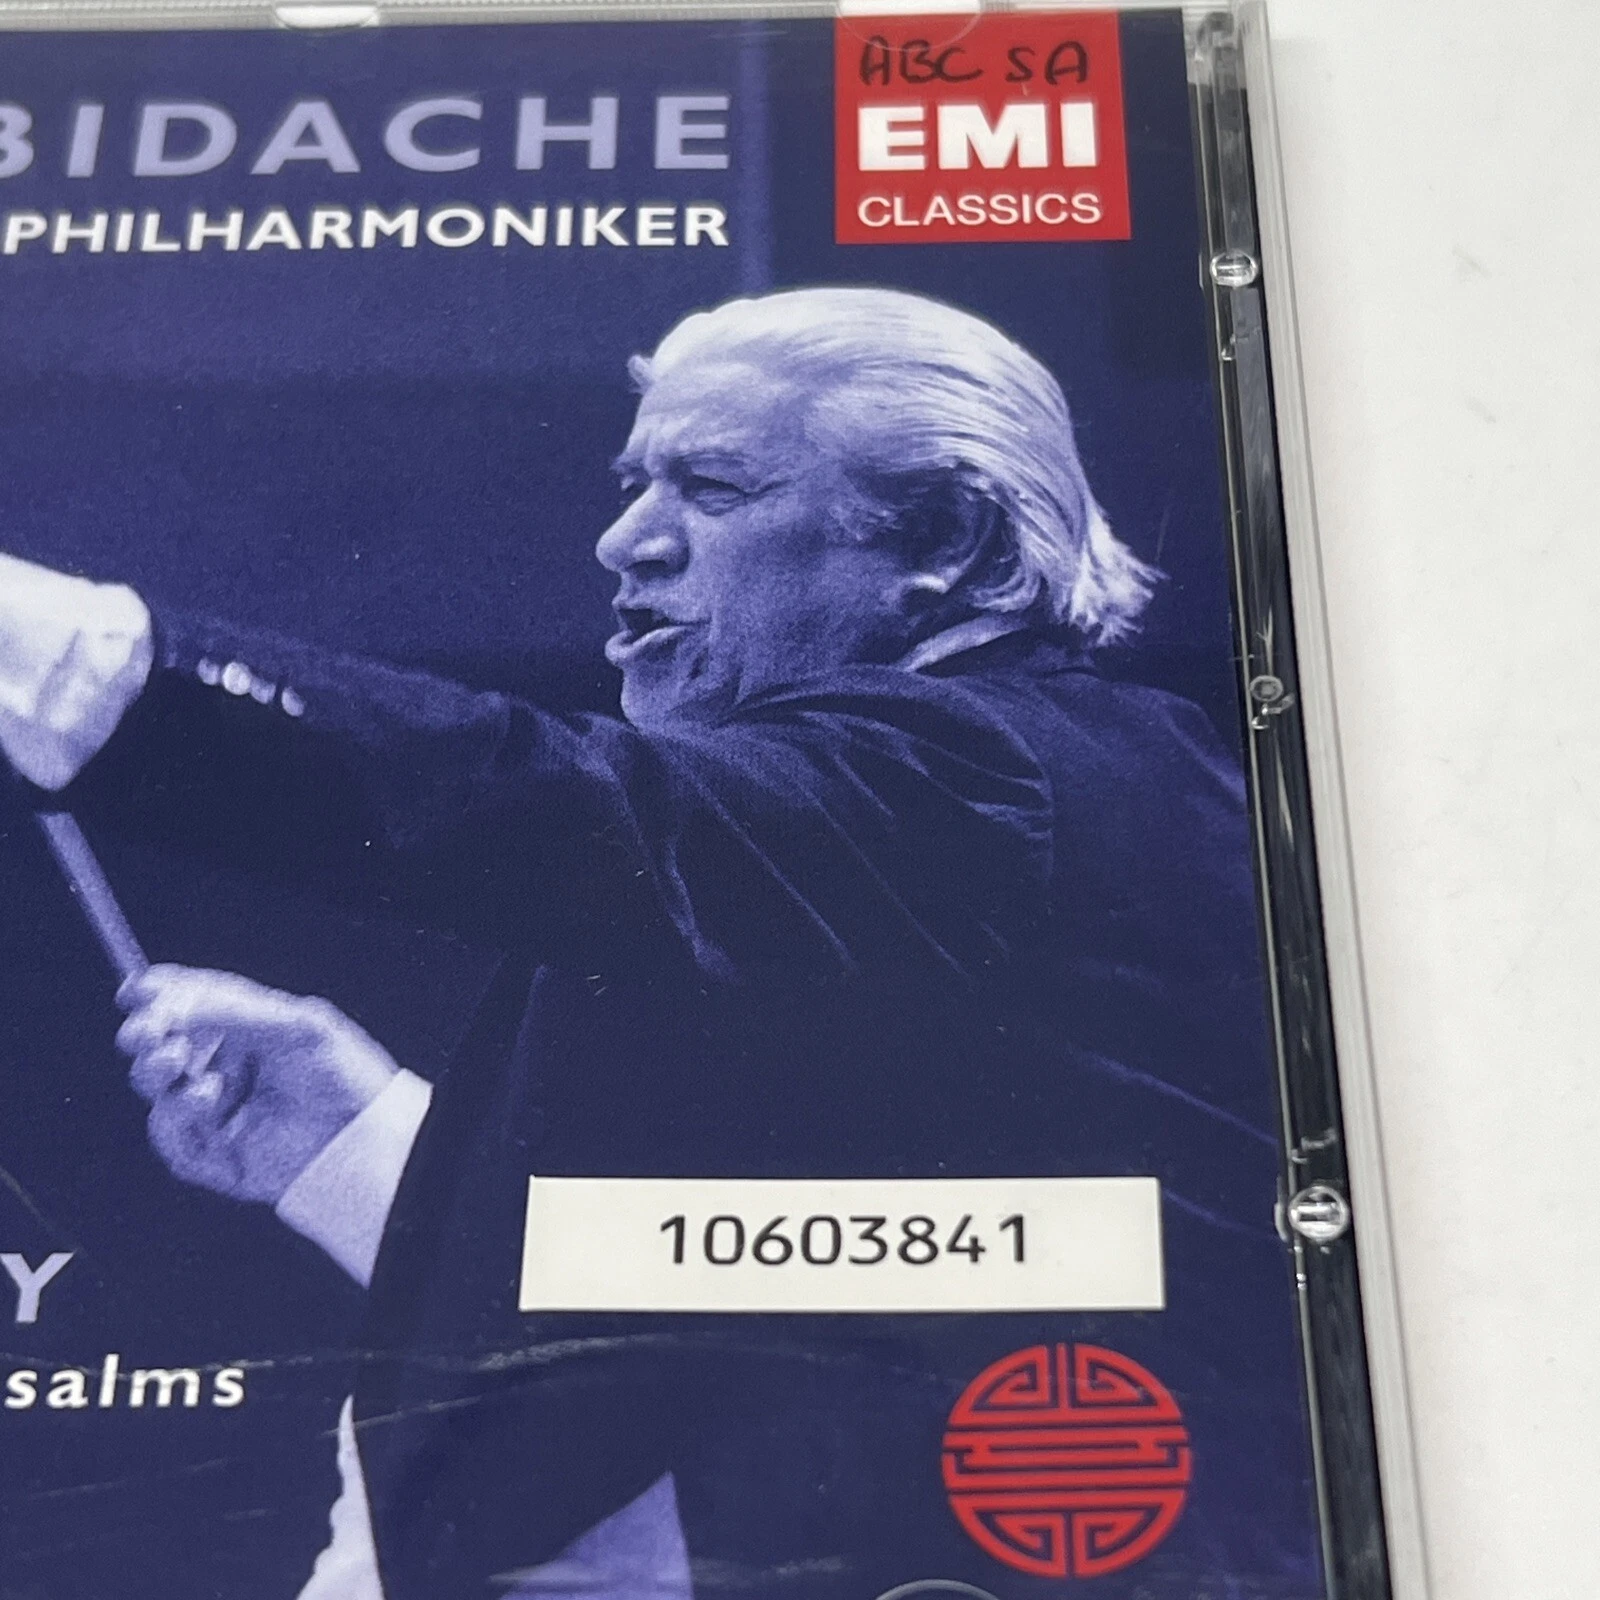 BIDACHE
PHILHARMONIKER
ABC SA
EMI
CLASSICS
10603841
Y
salms